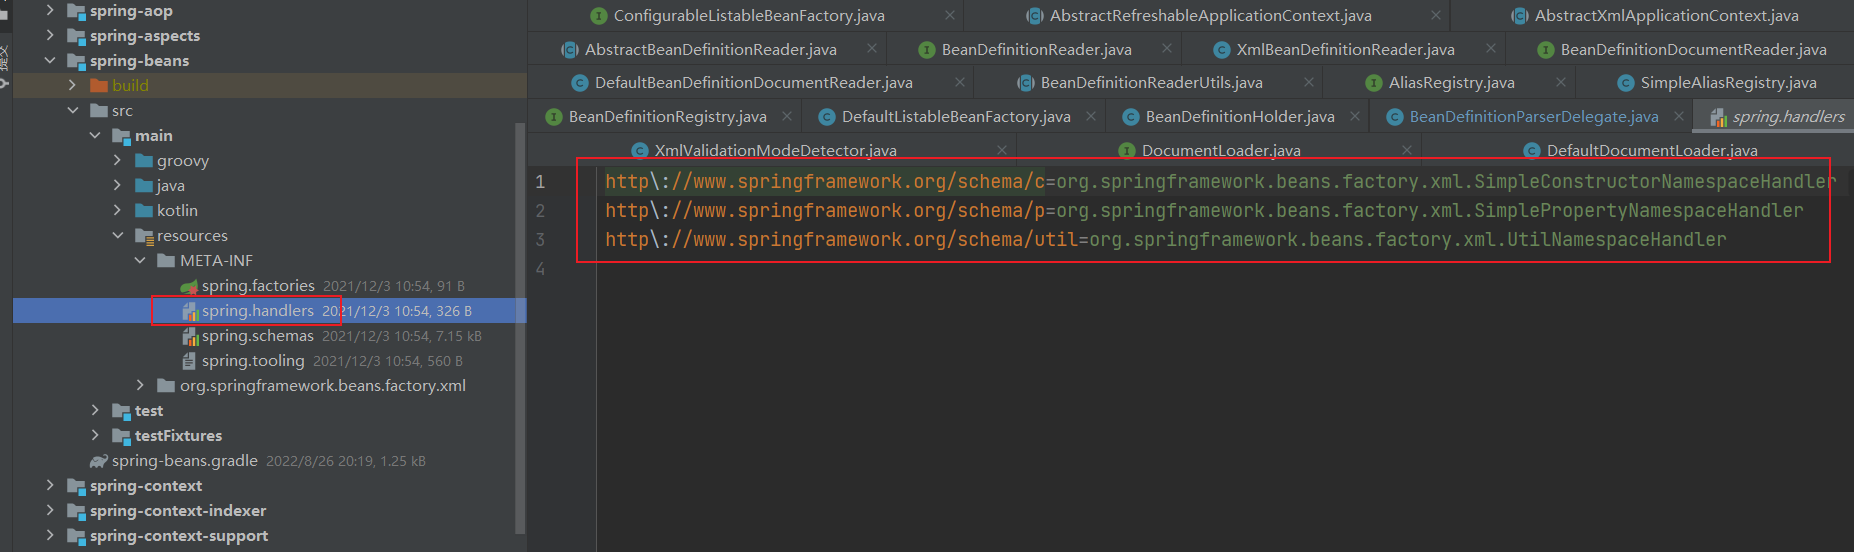 spring-aop
spring-aspects
spring-beans
build
src
main
groovy
java
kotlin
resources
META-INF
spring.factories 2021/12/3 10:54, 91 B
spring.handlers 2021/12/3 10:54, 326 B
spring.schemas 2021/12/3 10:54, 7.15 kB
spring.tooling 2021/12/3 10:54, 560 B
org.springframework.beans.factory.xml
test
testFixtures
spring-beans.gradle 2022/8/26 20:19, 1.25 kB
spring-context
spring-context-indexer
spring-context-support
ConfigurableListableBeanFactory.java AbstractRefreshableApplicationContext.java AbstractXmlApplicationContext.java
AbstractBeanDefinitionReader.java BeanDefinitionReader.java XmlBeanDefinitionReader.java BeanDefinitionDocumentReader.java
DefaultBeanDefinitionDocumentReader.java BeanDefinitionReaderUtils.java AliasRegistry.java SimpleAliasRegistry.java
BeanDefinitionRegistry.java DefaultListableBeanFactory.java BeanDefinitionHolder.java BeanDefinitionParserDelegate.java spring.handlers
XmlValidationModeDetector.java DocumentLoader.java DefaultDocumentLoader.java
1 http\://www.springframework.org/schema/c=org.springframework.beans.factory.xml.SimpleConstructorNamespaceHandler
2 http\://www.springframework.org/schema/p=org.springframework.beans.factory.xml.SimplePropertyNamespaceHandler
3 http\://www.springframework.org/schema/util=org.springframework.beans.factory.xml.UtilNamespaceHandler
4